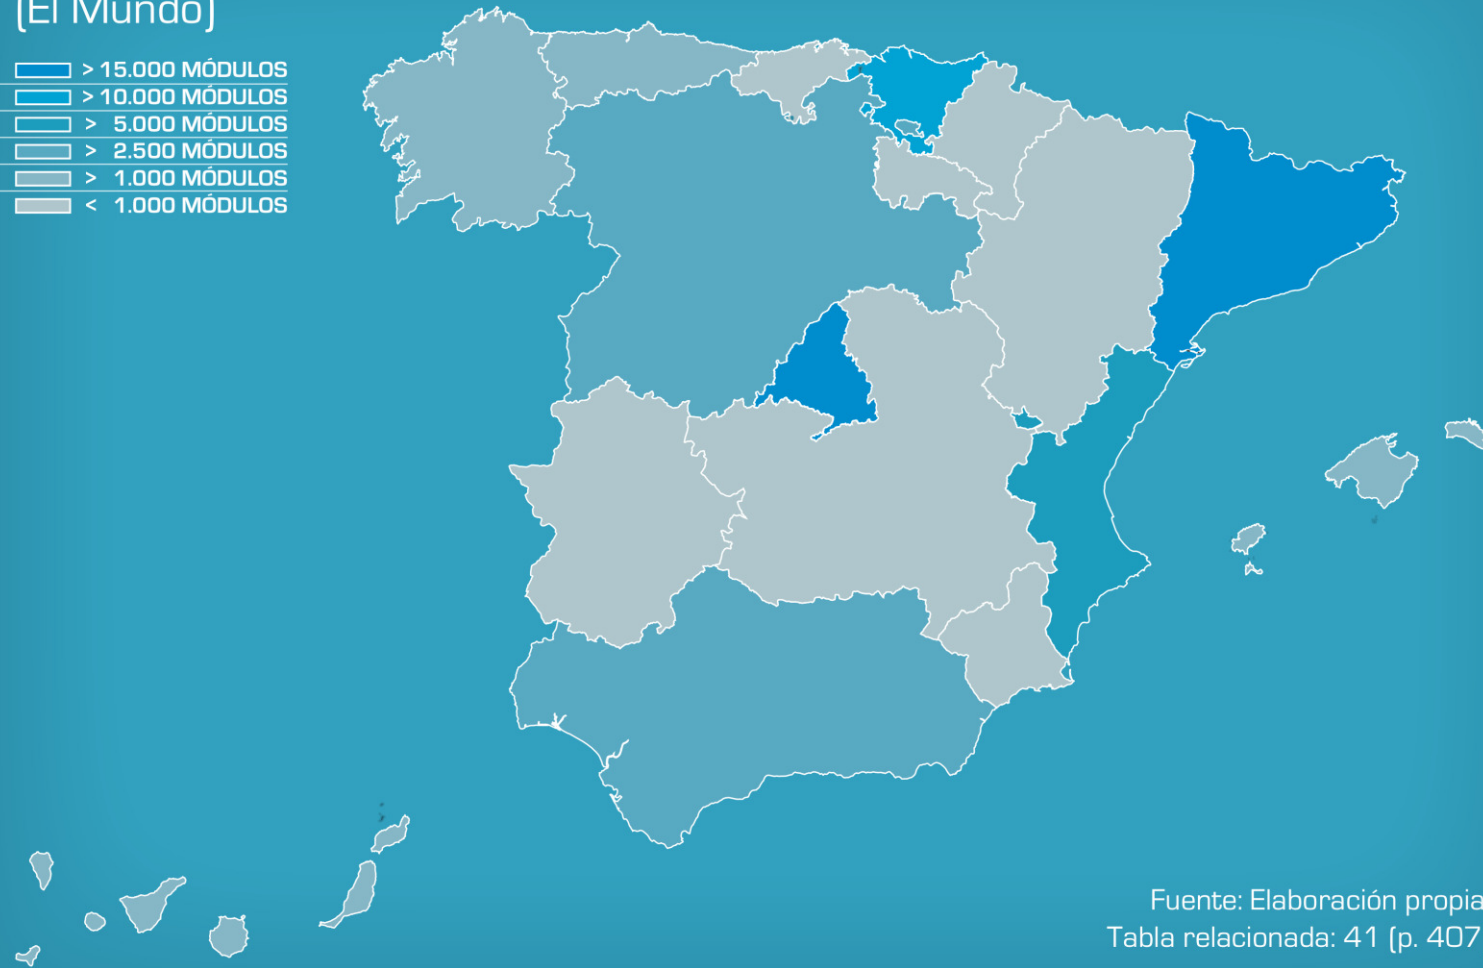 (El Mundo)
> 15.000 MÓDULOS
> 10.000 MÓDULOS
> 5.000 MÓDULOS
> 2.500 MÓDULOS
> 1.000 MÓDULOS
< 1.000 MÓDULOS
Fuente: Elaboración propia
Tabla relacionada: 41 (p. 407